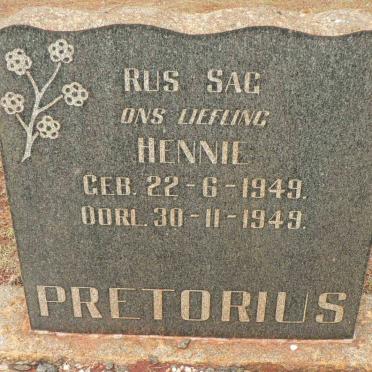 RUS SAG
ONS LIEFLING
HENNIE
GEB. 22-6-1949.
OORL. 30-11-1949.
PRETORIUS